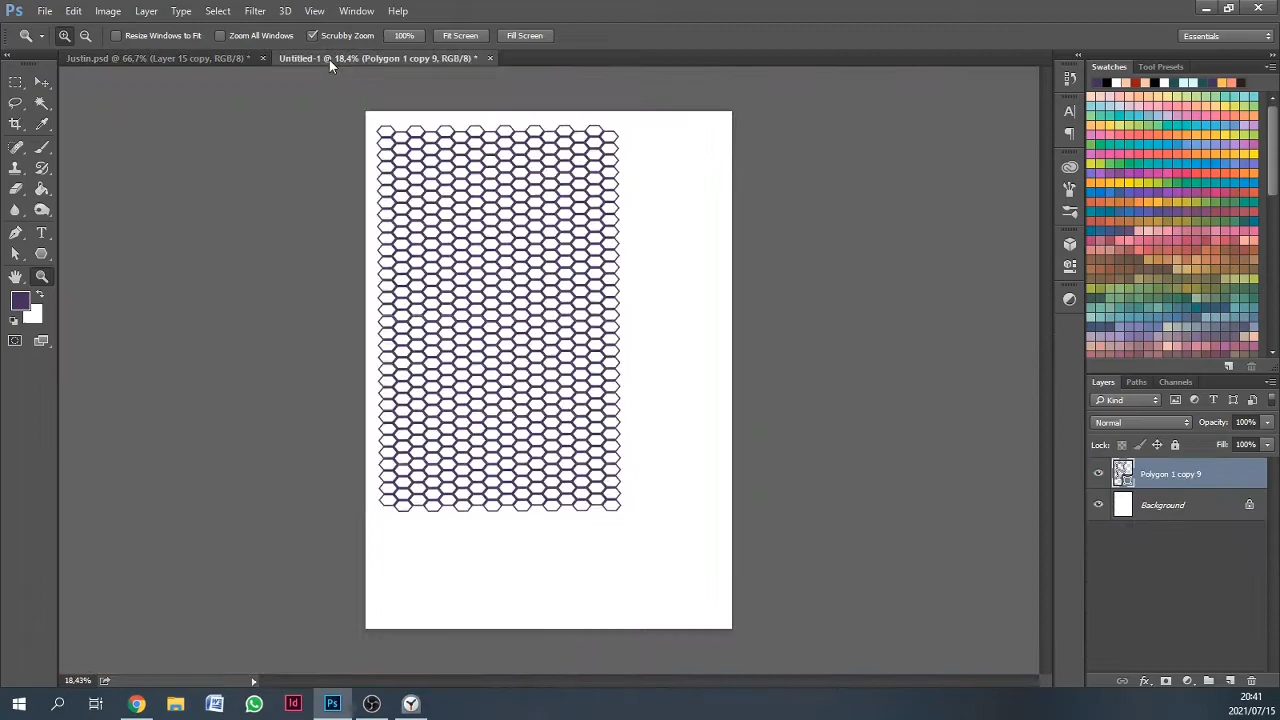 Ps File Edit Image Layer Type Select Filter 3D View Window Help
Resize Windows to Fit Zoom All Windows Scrubby Zoom 100% Fit Screen Fill Screen Essentials
Justin.psd @ 66,7% (Layer 15 copy, RGB/8) * × Untitled-1 @ 18,4% (Polygon 1 copy 9, RGB/8) * ×
Swatches Tool Presets
Layers Paths Channels
Kind
Normal Opacity: 100%
Lock: Fill: 100%
Polygon 1 copy 9
Background
18,43%
Id Ps
20:41
2021/07/15